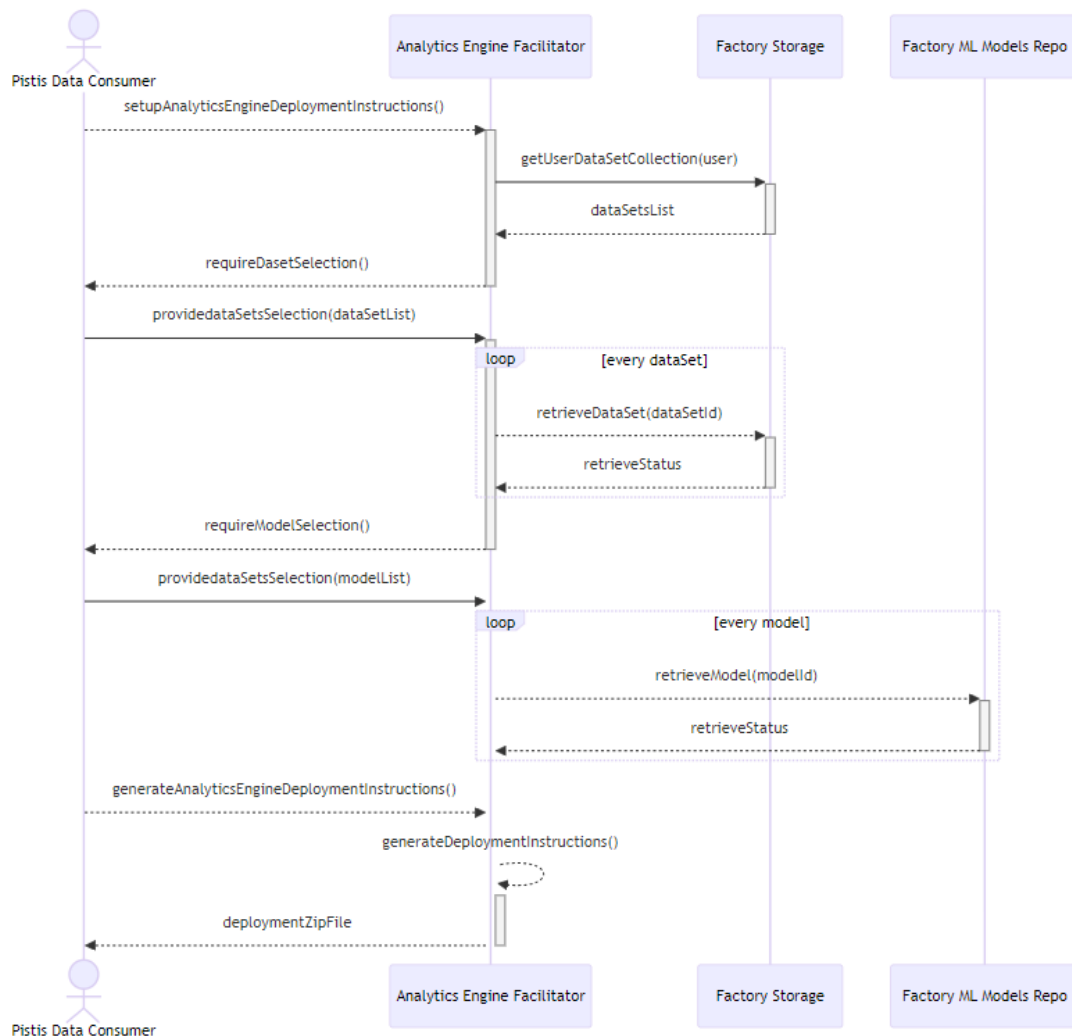 Pistis Data Consumer
Analytics Engine Facilitator
Factory Storage
Factory ML Models Repo
setupAnalyticsEngineDeploymentInstructions()
getUserDataSetCollection(user)
dataSetsList
requireDasetSelection()
providedataSetsSelection(dataSetList)
loop
[every dataSet]
retrieveDataSet(dataSetId)
retrieveStatus
requireModelSelection()
providedataSetsSelection(modelList)
loop
[every model]
retrieveModel(modelId)
retrieveStatus
generateAnalyticsEngineDeploymentInstructions()
generateDeploymentInstructions()
deploymentZipFile
Pistis Data Consumer
Analytics Engine Facilitator
Factory Storage
Factory ML Models Repo